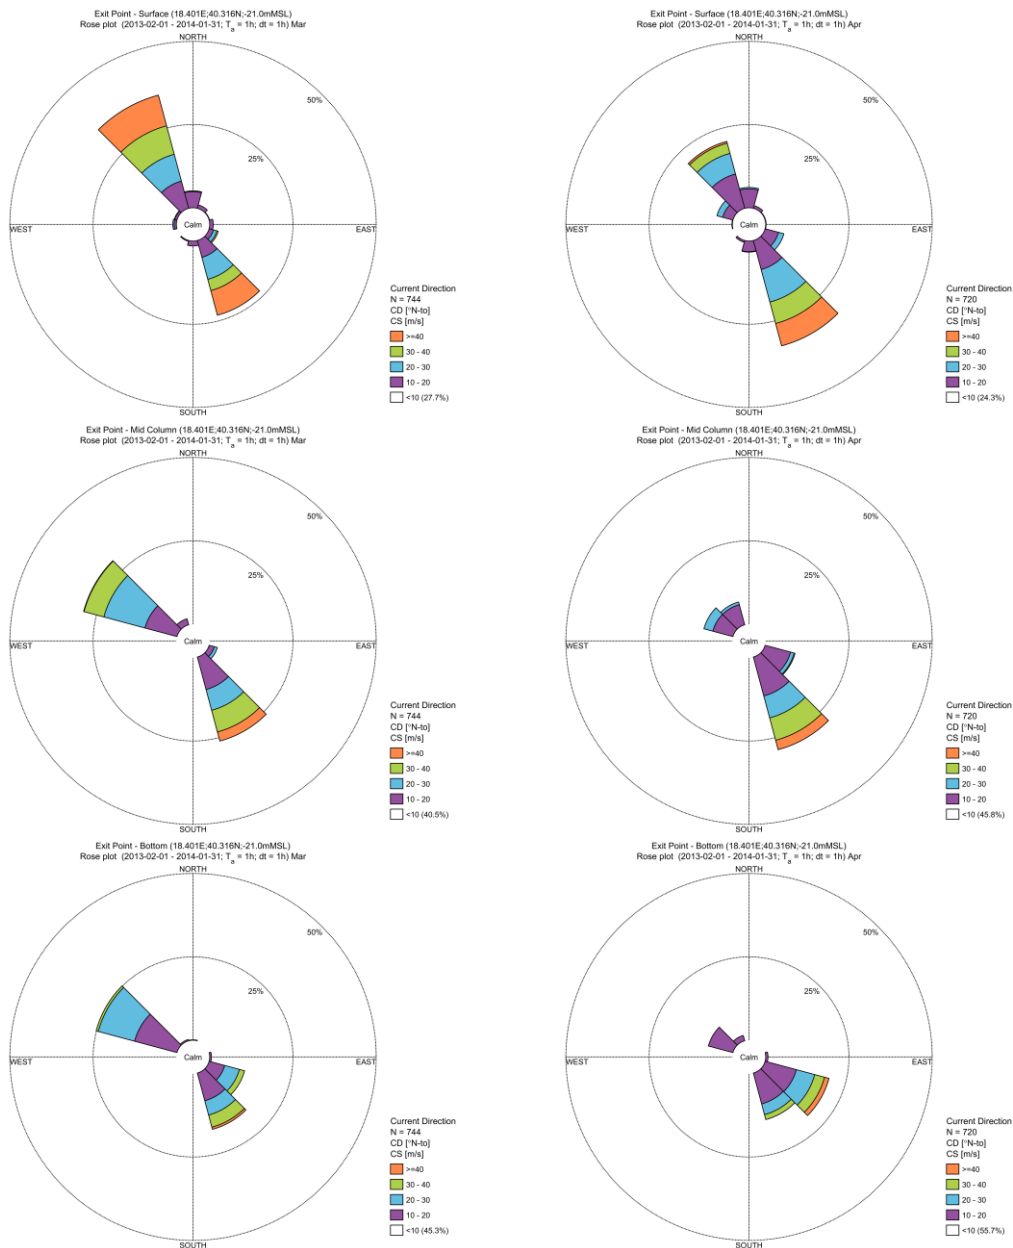 Exit Point - Surface (18.401E;40.316N;-21.0mMSL)
Rose plot (2013-02-01 - 2014-01-31; Ta = 1h; dt = 1h) Mar
NORTH
50%
25%
WEST
Calm
EAST
SOUTH
Current Direction
N = 744
CD [°N-to]
CS [m/s]
>=40
30 - 40
20 - 30
10 - 20
<10 (27.7%)
Exit Point - Surface (18.401E;40.316N;-21.0mMSL)
Rose plot (2013-02-01 - 2014-01-31; Ta = 1h; dt = 1h) Apr
NORTH
50%
25%
WEST
Calm
EAST
SOUTH
Current Direction
N = 720
CD [°N-to]
CS [m/s]
>=40
30 - 40
20 - 30
10 - 20
<10 (24.3%)
Exit Point - Mid Column (18.401E;40.316N;-21.0mMSL)
Rose plot (2013-02-01 - 2014-01-31; Ta = 1h; dt = 1h) Mar
NORTH
50%
25%
WEST
Calm
EAST
SOUTH
Current Direction
N = 744
CD [°N-to]
CS [m/s]
>=40
30 - 40
20 - 30
10 - 20
<10 (40.5%)
Exit Point - Mid Column (18.401E;40.316N;-21.0mMSL)
Rose plot (2013-02-01 - 2014-01-31; Ta = 1h; dt = 1h) Apr
NORTH
50%
25%
WEST
Calm
EAST
SOUTH
Current Direction
N = 720
CD [°N-to]
CS [m/s]
>=40
30 - 40
20 - 30
10 - 20
<10 (45.8%)
Exit Point - Bottom (18.401E;40.316N;-21.0mMSL)
Rose plot (2013-02-01 - 2014-01-31; Ta = 1h; dt = 1h) Mar
NORTH
50%
25%
WEST
Calm
EAST
SOUTH
Current Direction
N = 744
CD [°N-to]
CS [m/s]
>=40
30 - 40
20 - 30
10 - 20
<10 (45.3%)
Exit Point - Bottom (18.401E;40.316N;-21.0mMSL)
Rose plot (2013-02-01 - 2014-01-31; Ta = 1h; dt = 1h) Apr
NORTH
50%
25%
WEST
Calm
EAST
SOUTH
Current Direction
N = 720
CD [°N-to]
CS [m/s]
>=40
30 - 40
20 - 30
10 - 20
<10 (55.7%)